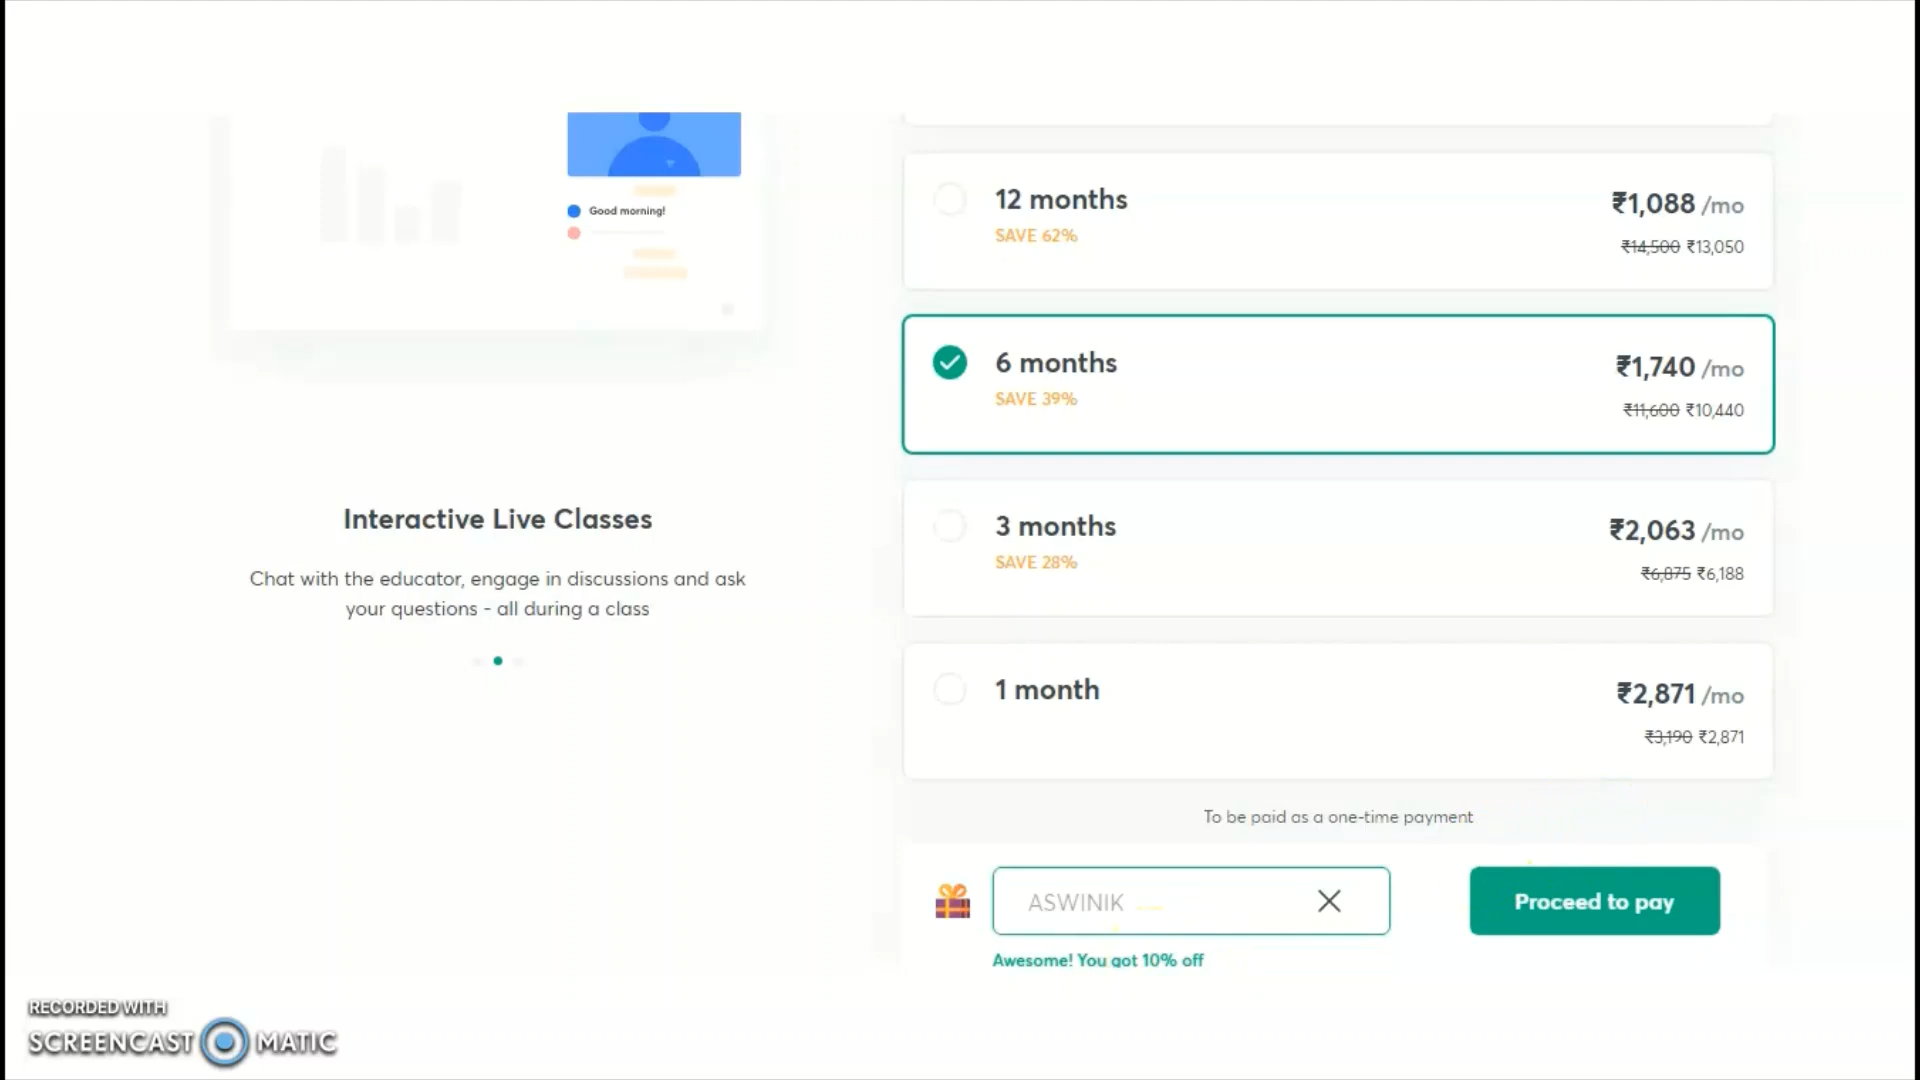 Good morning!
Interactive Live Classes
Chat with the educator, engage in discussions and ask
your questions - all during a class
12 months
SAVE 62%
₹1,088 /mo
₹14,500 ₹13,050
6 months
SAVE 39%
₹1,740 /mo
₹11,600 ₹10,440
3 months
SAVE 28%
₹2,063 /mo
₹6,875 ₹6,188
1 month
₹2,871 /mo
₹3,190 ₹2,871
To be paid as a one-time payment
ASWINIK
Proceed to pay
Awesome! You got 10% off
RECORDED WITH
SCREENCAST MATIC